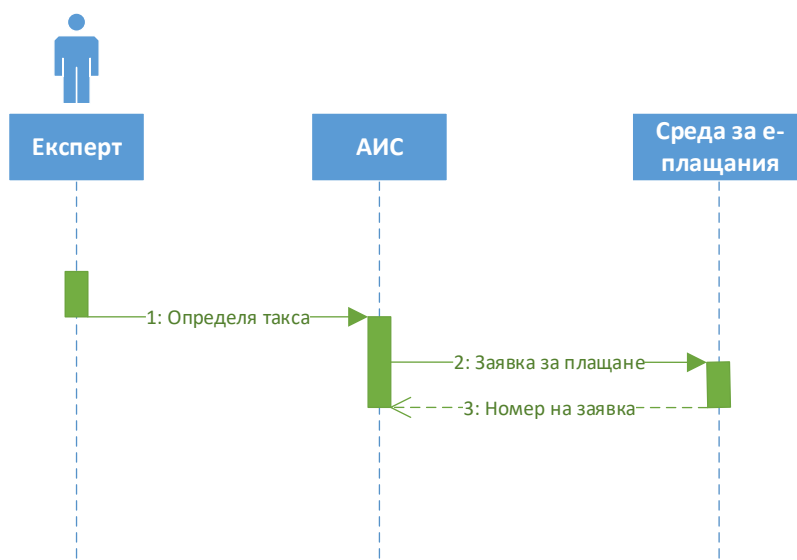 Експерт
АИС
Среда за е-
плащания
1: Определя такса
2: Заявка за плащане
3: Номер на заявка